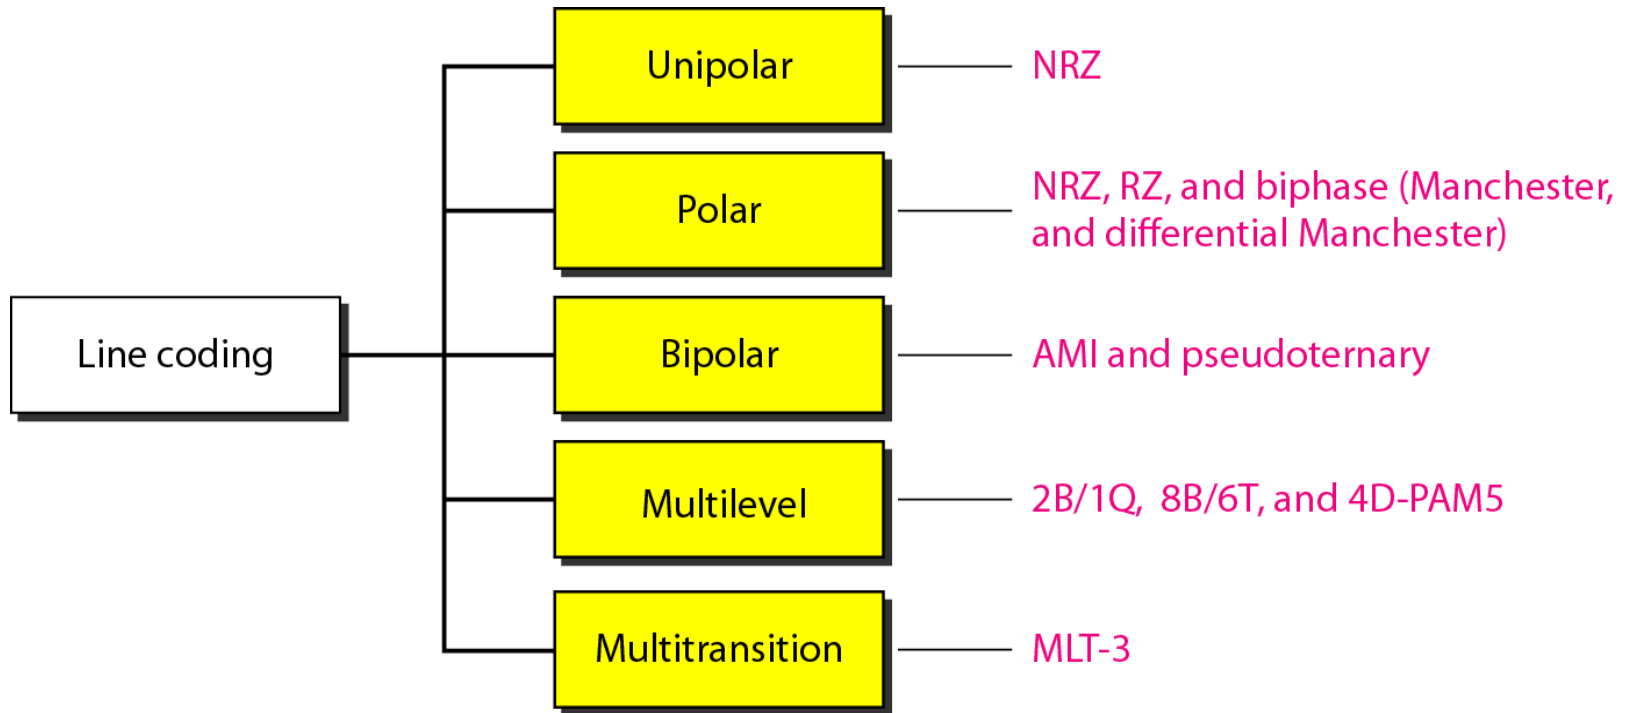 Unipolar
NRZ
Polar
NRZ, RZ, and biphase (Manchester,
and differential Manchester)
Line coding
Bipolar
AMI and pseudoternary
Multilevel
2B/1Q, 8B/6T, and 4D-PAM5
Multitransition
MLT-3